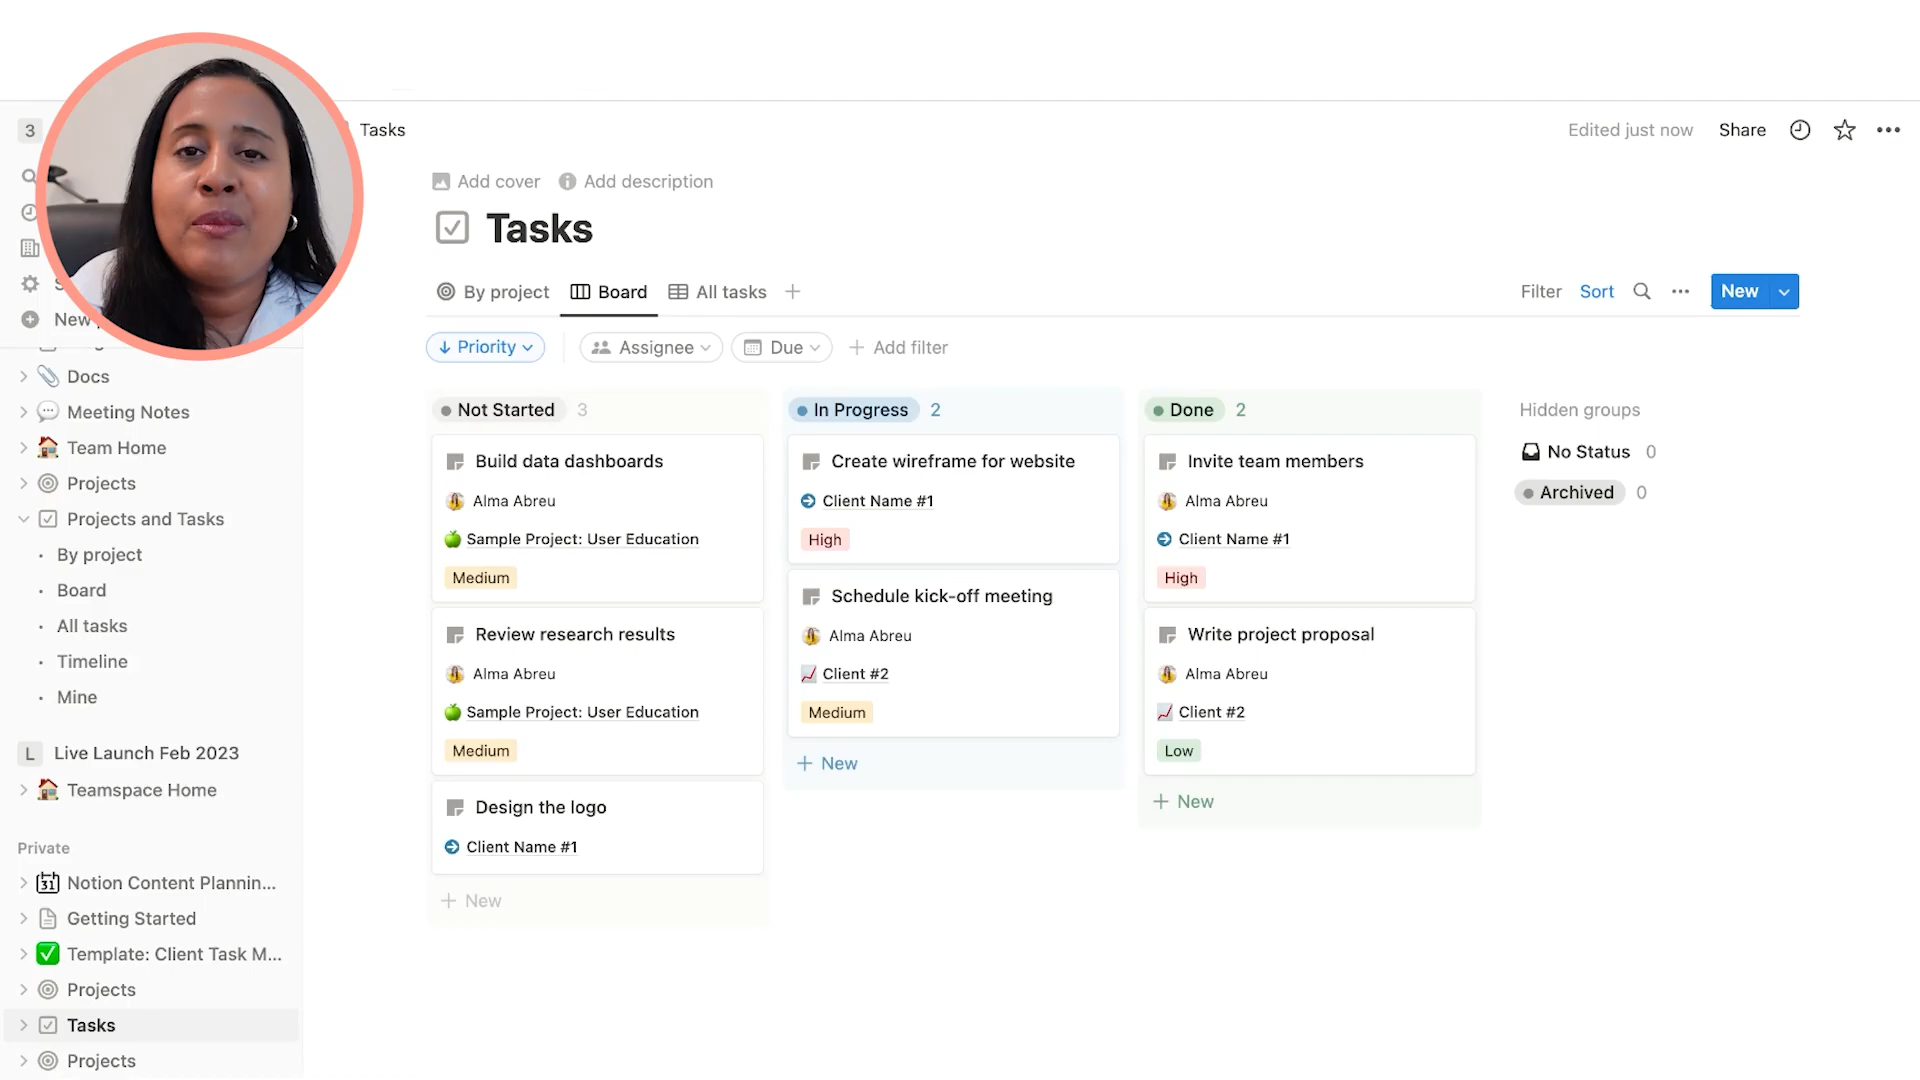 3
Tasks
Edited just now
Share
Add cover
Add description
Tasks
By project
Board
All tasks
Filter
Sort
New
Priority
Assignee
Due
Add filter
Not Started 3
Build data dashboards
Alma Abreu
Sample Project: User Education
Medium
Review research results
Alma Abreu
Sample Project: User Education
Medium
Design the logo
Client Name #1
New
In Progress 2
Create wireframe for website
Client Name #1
High
Schedule kick-off meeting
Alma Abreu
Client #2
Medium
New
Done 2
Invite team members
Alma Abreu
Client Name #1
High
Write project proposal
Alma Abreu
Client #2
Low
New
Hidden groups
No Status 0
Archived 0
New
Docs
Meeting Notes
Team Home
Projects
Projects and Tasks
By project
Board
All tasks
Timeline
Mine
L Live Launch Feb 2023
Teamspace Home
Private
31 Notion Content Plannin...
Getting Started
Template: Client Task M...
Projects
Tasks
Projects